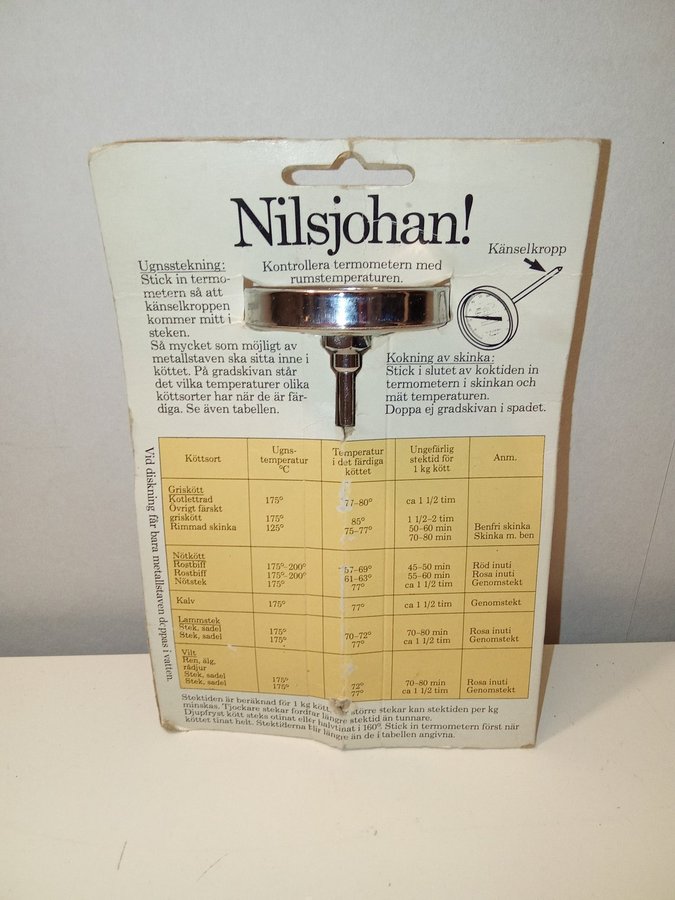 Nilsjohan!
Känselkropp
Ugnsstekning:
Stick in termo-
metern så att
känselkroppen
kommer mitt i
steken.
Så mycket som möjligt av
metallstaven ska sitta inne i
köttet. På gradskivan står
det vilka temperaturer olika
köttsorter har när de är fär-
diga. Se även tabellen.
Kontrollera termometern med
rumstemperaturen.
Kokning av skinka:
Stick i slutet av koktiden in
termometern i skinkan och
mät temperaturen.
Doppa ej gradskivan i spadet.
Vid diskning får bara metallstaven doppas i vatten.
Köttsort Ugns- Temperatur Ungefärlig Anm.
temperatur i det färdiga stektid för
°C köttet 1 kg kött
Griskött
Kotlettrad 175° 77-80° ca 1 1/2 tim
Övrigt färskt
griskött 175° 85° 1 1/2-2 tim
Rimmad skinka 125° 75-77° 50-60 min Benfri skinka
70-80 min Skinka m. ben
Nötkött
Rostbiff 175°-200° 57-69° 45-50 min Röd inuti
Rostbiff 175°-200° 61-63° 55-60 min Rosa inuti
Nötstek 175° 77° ca 1 1/2 tim Genomstekt
Kalv 175° 77° ca 1 1/2 tim Genomstekt
Lammstek
Stek, sadel 175° 70-72° 70-80 min Rosa inuti
Stek, sadel 175° 77° ca 1 1/2 tim Genomstekt
Vilt
Ren, älg,
rådjur
Stek, sadel 175° 72° 70-80 min Rosa inuti
Stek, sadel 175° 77° ca 1 1/2 tim Genomstekt
Stektiden är beräknad för 1 kg kött. större stekar kan stektiden per kg
minskas. Tjockare stekar fordrar längre stektid än tunnare.
Djupfryst kött steks otinat eller halvtinat i 160°. Stick in termometern först när
köttet tinat helt. Stektiderna blir längre än de i tabellen angivna.